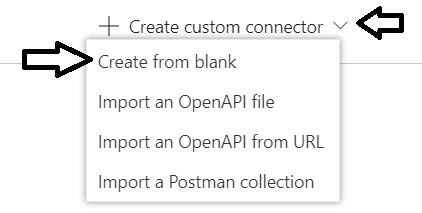 + Create custom connector
Create from blank
Import an OpenAPI file
Import an OpenAPI from URL
Import a Postman collection